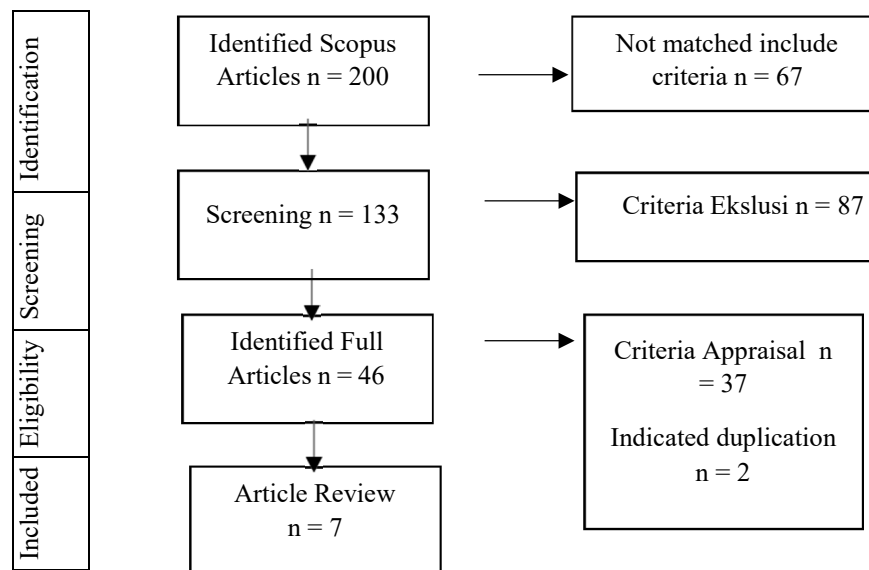 Identification
Identified Scopus
Articles n = 200
Not matched include
criteria n = 67
Screening
Screening n = 133
Criteria Ekslusi n = 87
Eligibility
Identified Full
Articles n = 46
Criteria Appraisal n
= 37
Indicated duplication
n = 2
Included
Article Review
n = 7